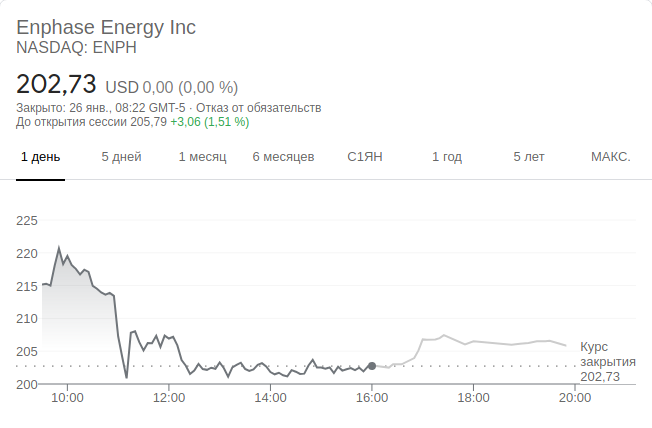 Enphase Energy Inc
NASDAQ: ENPH
202,73 USD 0,00 (0,00 %)
Закрыто: 26 янв., 08:22 GMT-5 · Отказ от обязательств
До открытия сессии 205,79 +3,06 (1,51 %)
1 день 5 дней 1 месяц 6 месяцев С1ЯН 1 год 5 лет МАКС.
225
220
215
210
205
200
Курс
закрытия
202,73
10:00 12:00 14:00 16:00 18:00 20:00